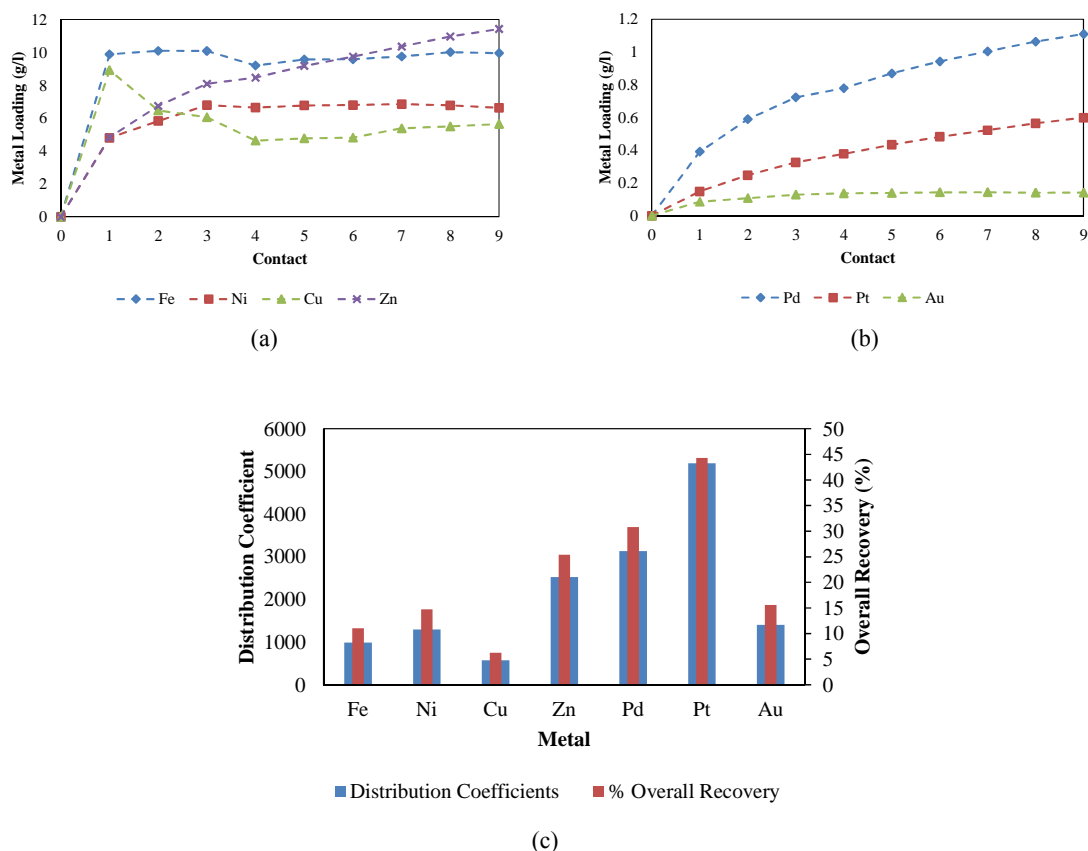 12
10
8
6
4
2
0
Metal Loading (g/l)
0 1 2 3 4 5 6 7 8 9
Contact
Fe Ni Cu Zn
(a)
1.2
1
0.8
0.6
0.4
0.2
0
Metal Loading (g/l)
0 1 2 3 4 5 6 7 8 9
Contact
Pd Pt Au
(b)
6000
5000
4000
3000
2000
1000
0
Distribution Coefficient
50
45
40
35
30
25
20
15
10
5
0
Overall Recovery (%)
Fe Ni Cu Zn Pd Pt Au
Metal
Distribution Coefficients % Overall Recovery
(c)